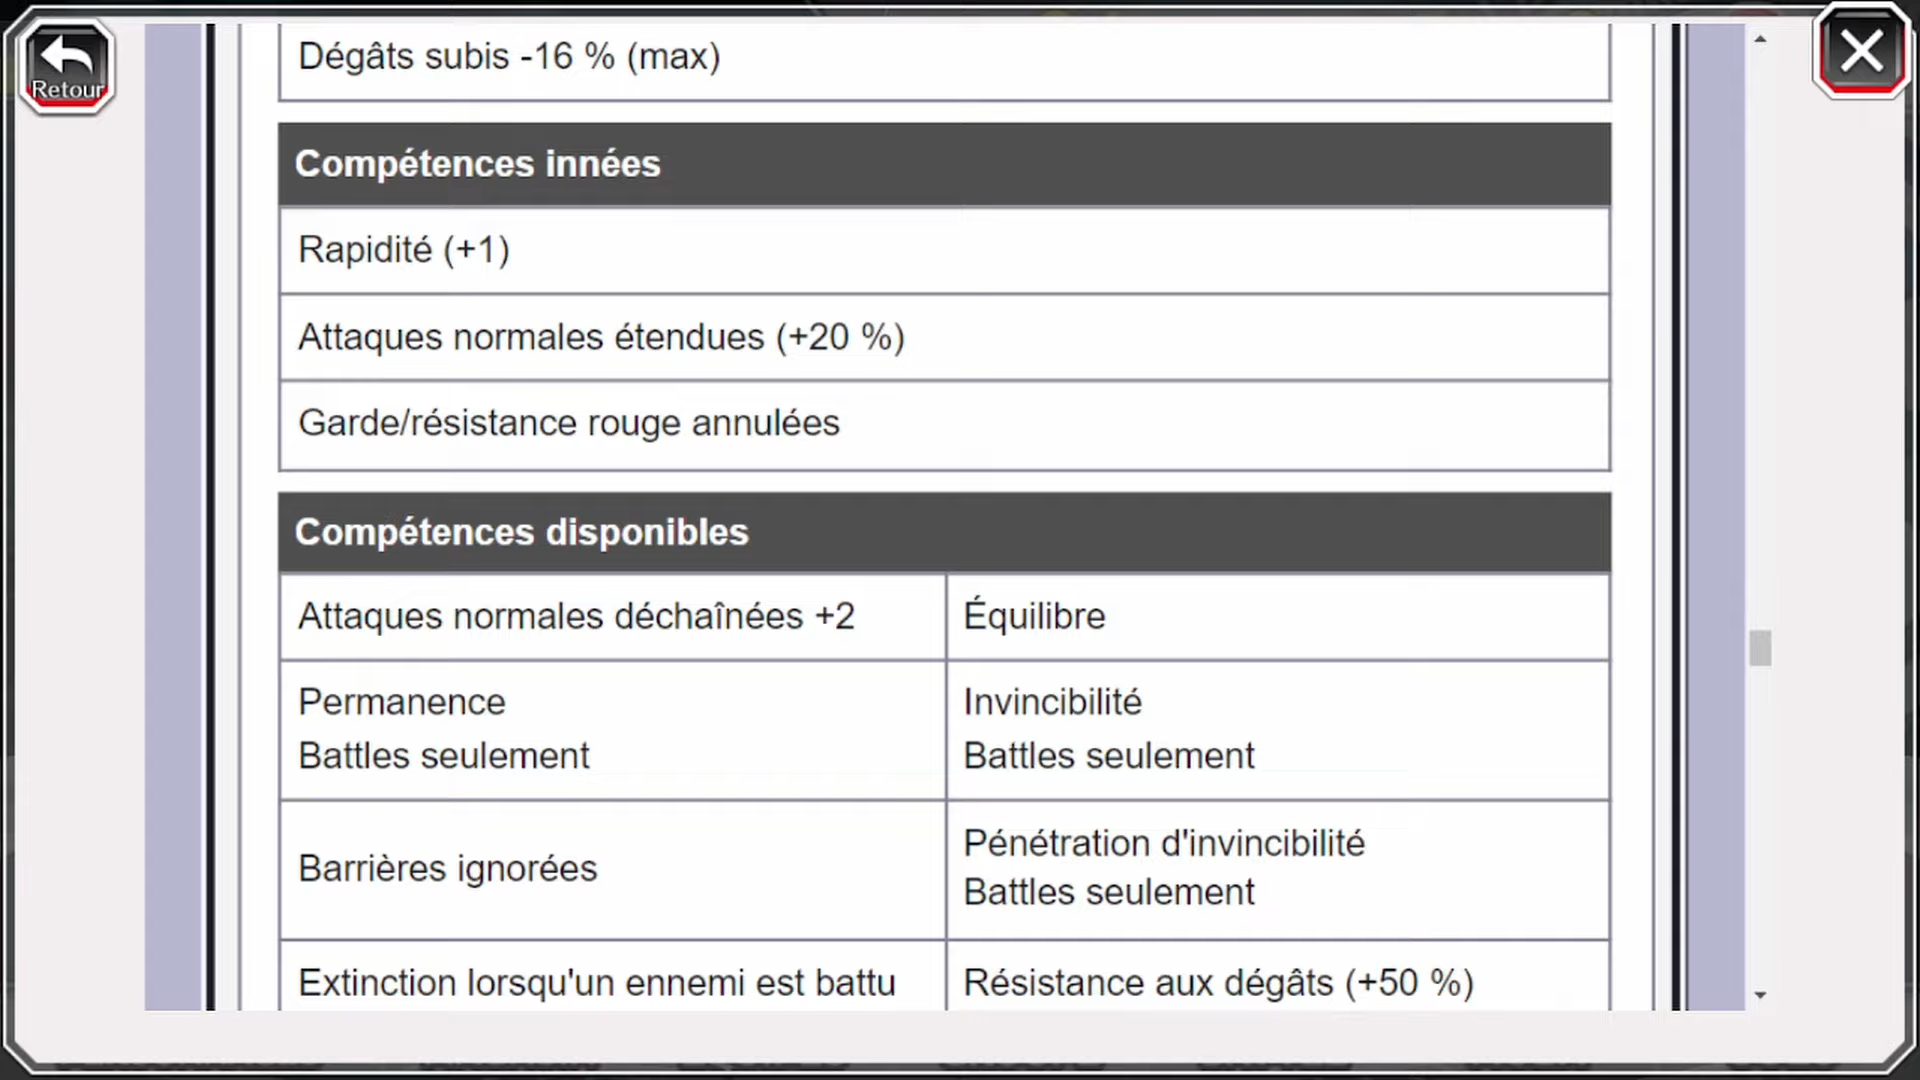 Retour
Dégâts subis -16 % (max)
Compétences innées
Rapidité (+1)
Attaques normales étendues (+20 %)
Garde/résistance rouge annulées
Compétences disponibles
Attaques normales déchaînées +2
Équilibre
Permanence
Battles seulement
Invincibilité
Battles seulement
Barrières ignorées
Pénétration d'invincibilité
Battles seulement
Extinction lorsqu'un ennemi est battu
Résistance aux dégâts (+50 %)